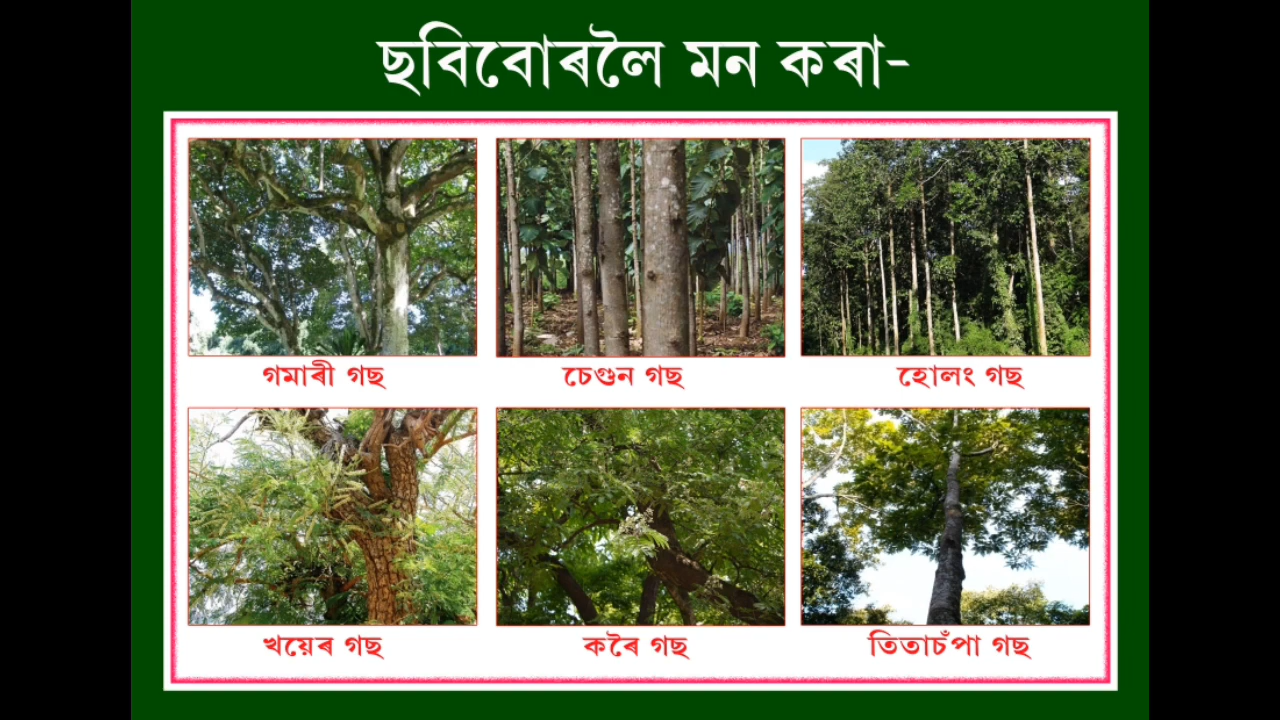 ছবিবোৰলৈ মন কৰা-
গমাৰী গছ
চেগুন গছ
হোলং গছ
খয়েৰ গছ
কৰৈ গছ
তিতাচঁপা গছ